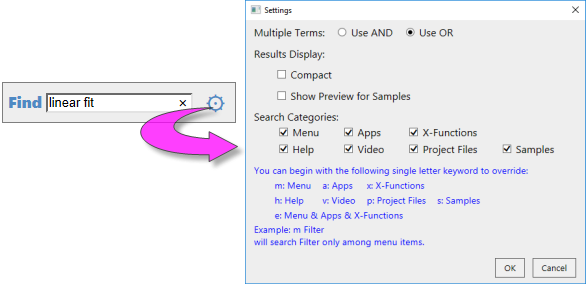 Find linear fit ×
Settings
Multiple Terms: Use AND Use OR
Results Display:
Compact
Show Preview for Samples
Search Categories:
Menu Apps X-Functions
Help Video Project Files Samples
You can begin with the following single letter keyword to override:
m: Menu a: Apps x: X-Functions
h: Help v: Video p: Project Files s: Samples
e: Menu & Apps & X-Functions
Example: m Filter
will search Filter only among menu items.
OK Cancel